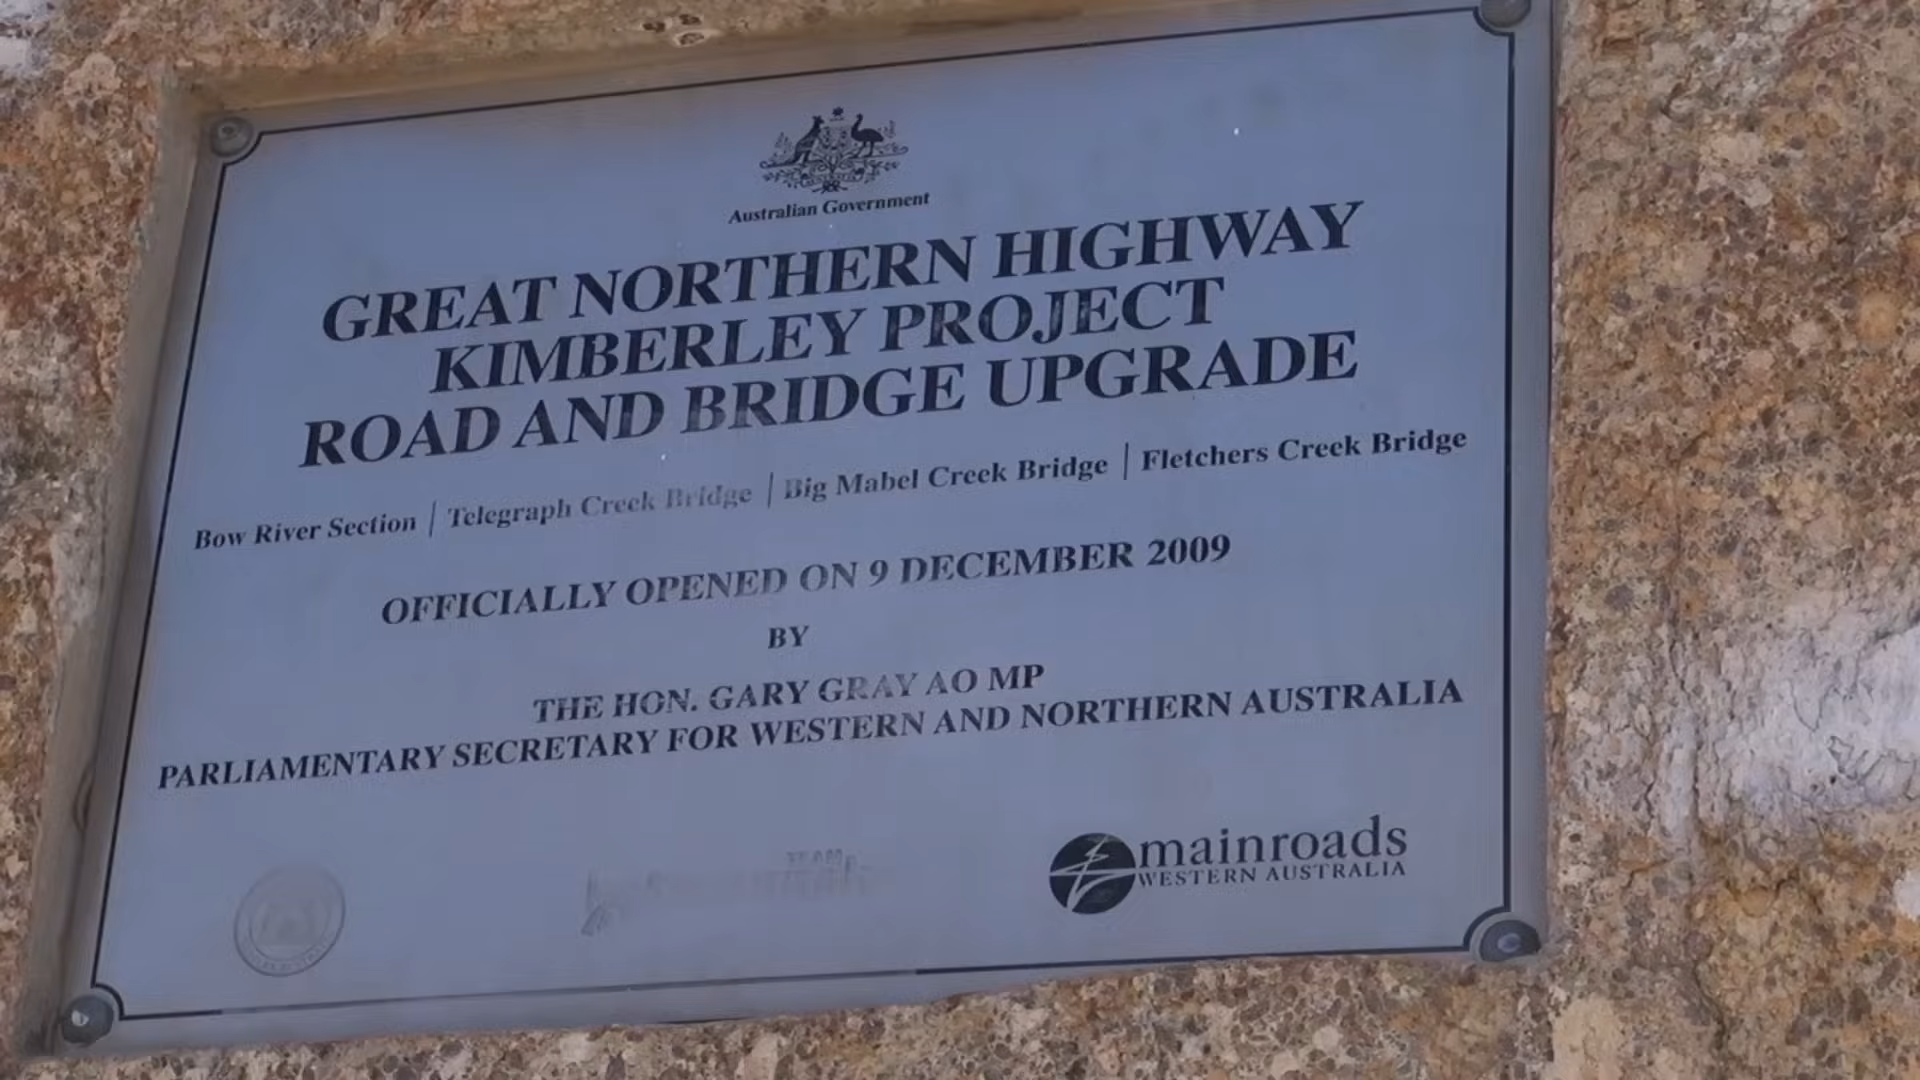 Australian Government
GREAT NORTHERN HIGHWAY
KIMBERLEY PROJECT
ROAD AND BRIDGE UPGRADE
Bow River Section | Telegraph Creek Bridge | Big Mabel Creek Bridge | Fletchers Creek Bridge
OFFICIALLY OPENED ON 9 DECEMBER 2009
BY
THE HON. GARY GRAY AO MP
PARLIAMENTARY SECRETARY FOR WESTERN AND NORTHERN AUSTRALIA
TEAM
mainroads
WESTERN AUSTRALIA